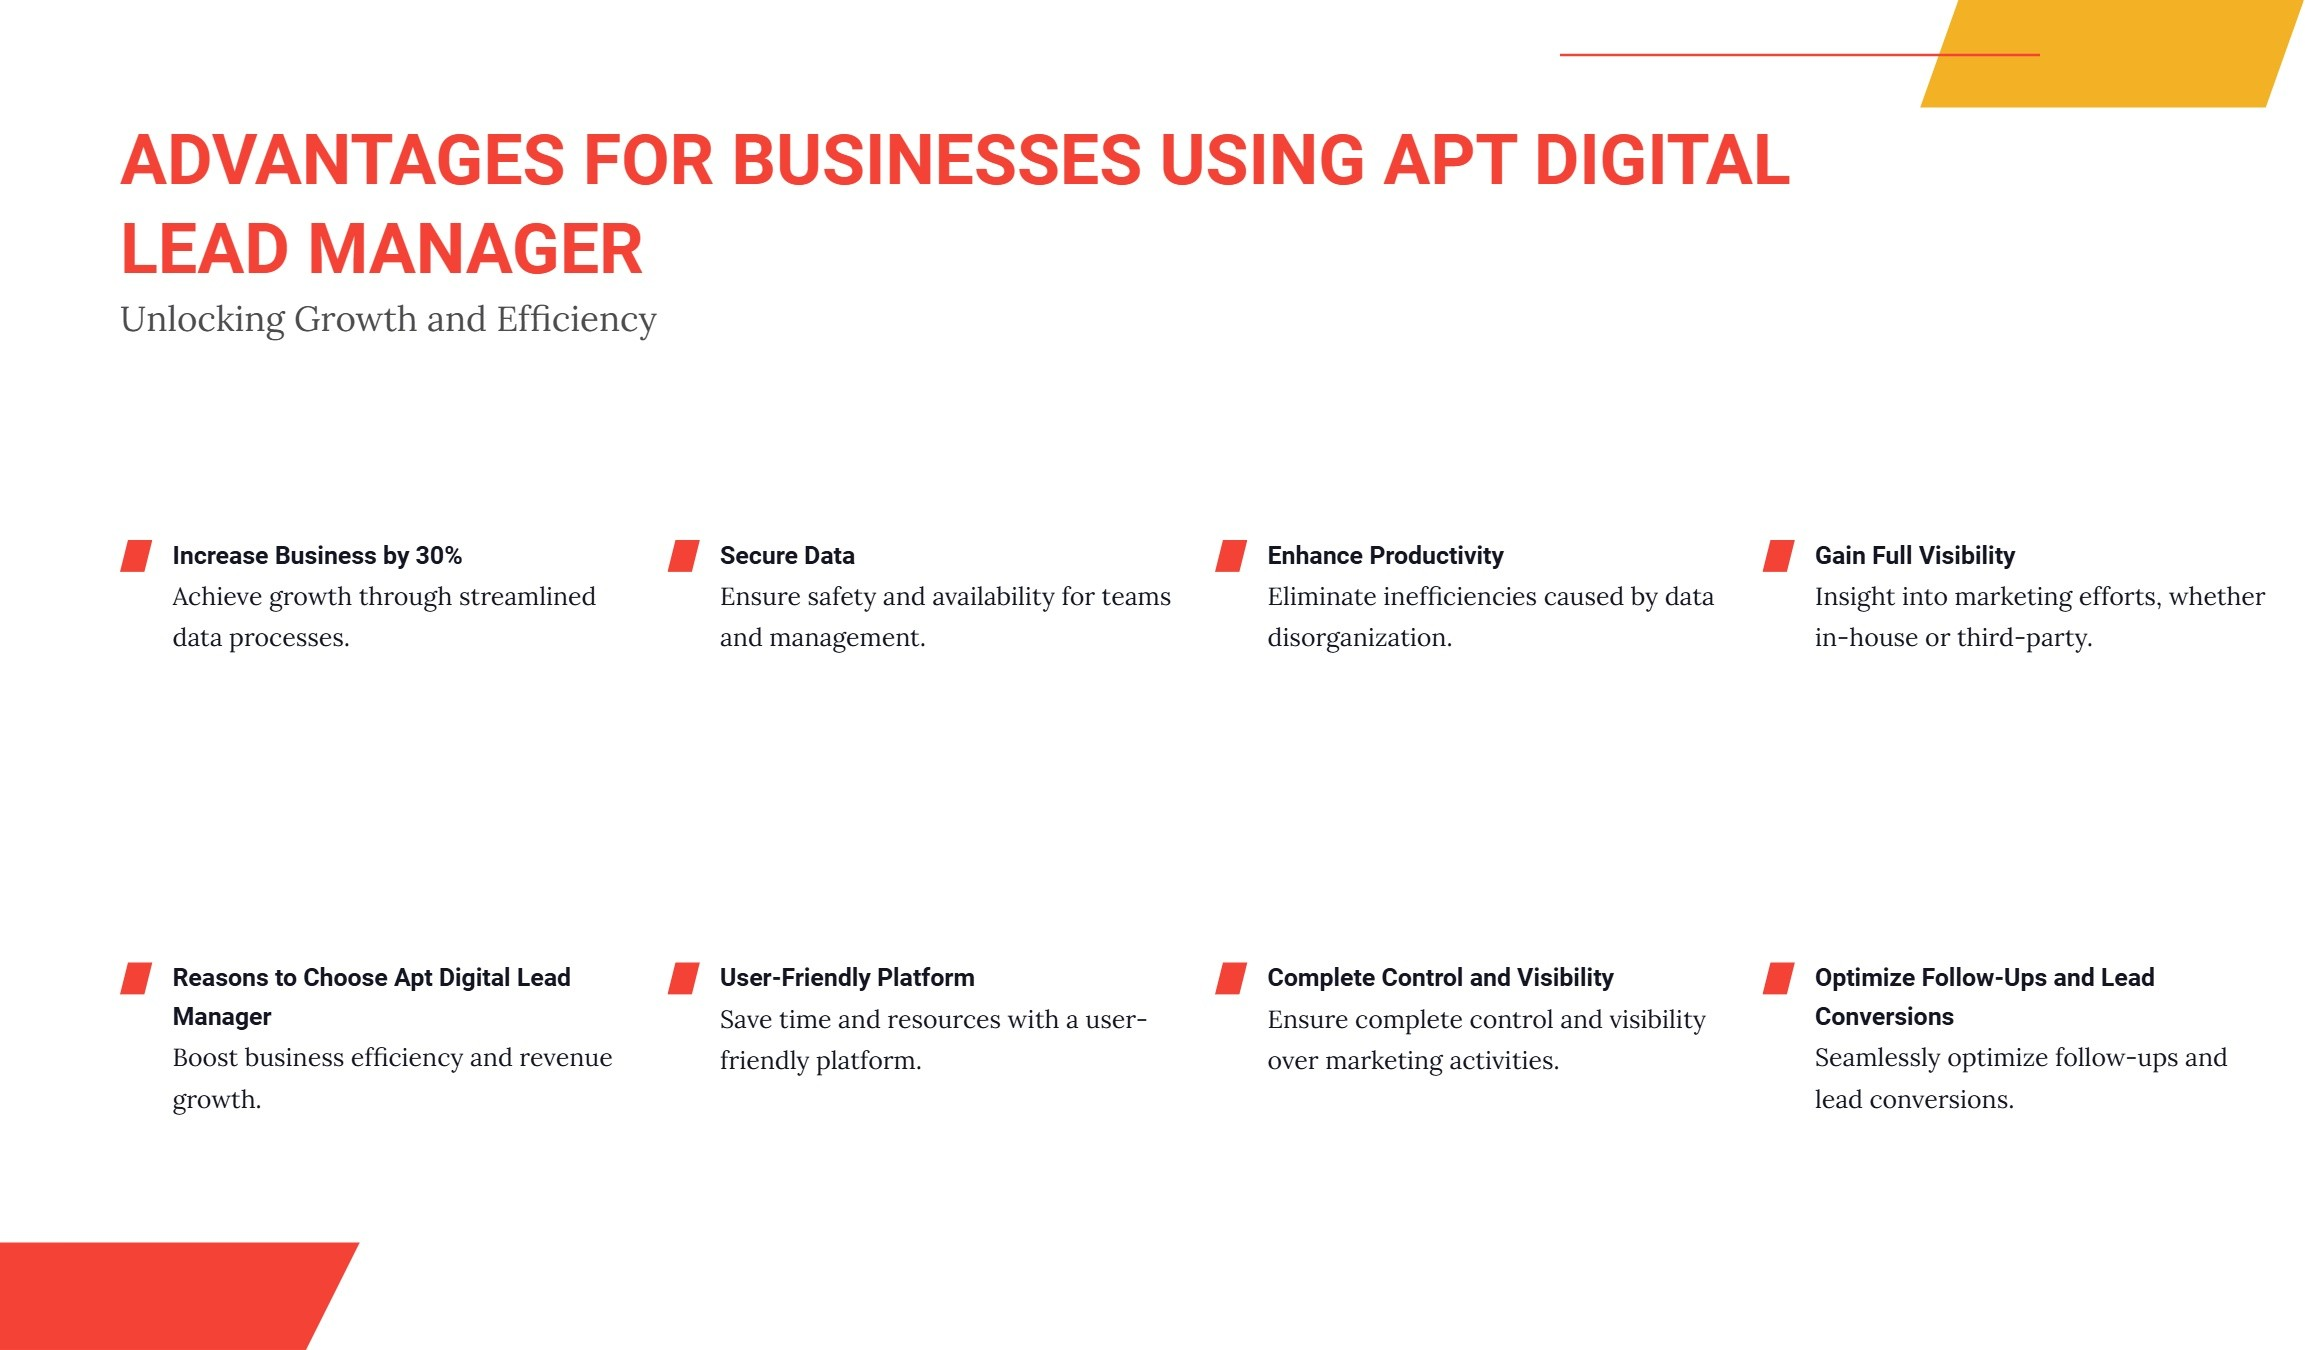 ADVANTAGES FOR BUSINESSES USING APT DIGITAL
LEAD MANAGER
Unlocking Growth and Efficiency
Increase Business by 30%
Achieve growth through streamlined
data processes.
Secure Data
Ensure safety and availability for teams
and management.
Enhance Productivity
Eliminate inefficiencies caused by data
disorganization.
Gain Full Visibility
Insight into marketing efforts, whether
in-house or third-party.
Reasons to Choose Apt Digital Lead
Manager
Boost business efficiency and revenue
growth.
User-Friendly Platform
Save time and resources with a user-
friendly platform.
Complete Control and Visibility
Ensure complete control and visibility
over marketing activities.
Optimize Follow-Ups and Lead
Conversions
Seamlessly optimize follow-ups and
lead conversions.